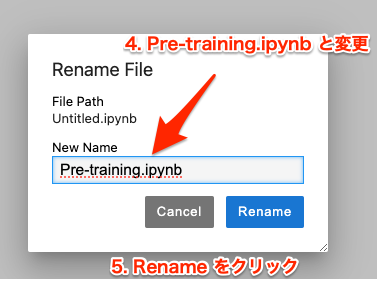 4. Pre-training.ipynb と変更
Rename File
File Path
Untitled.ipynb
New Name
Pre-training.ipynb
Cancel
Rename
5. Rename をクリック